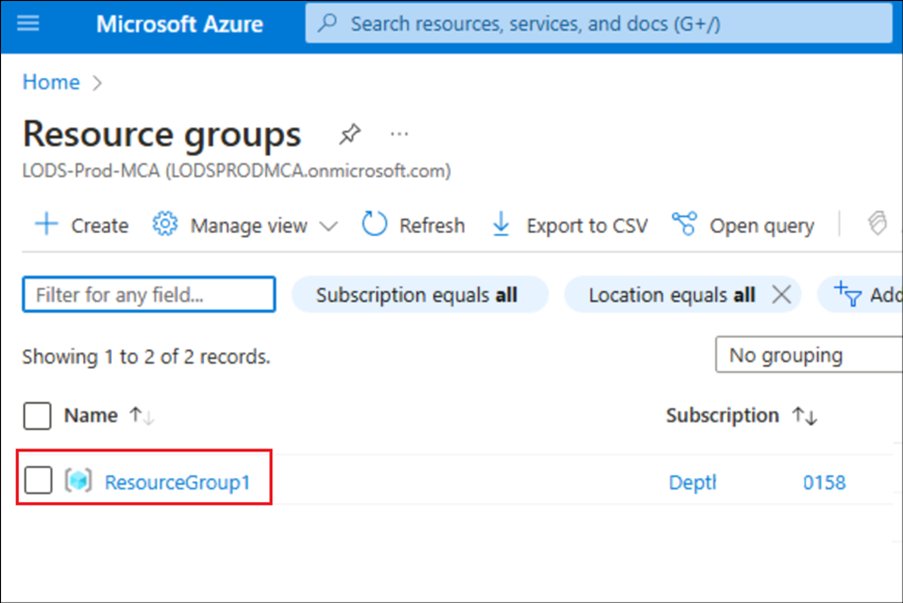 Microsoft Azure Search resources, services, and docs (G+/)
Home
Resource groups ...
LODS-Prod-MCA (LODSPRODMCA.onmicrosoft.com)
Create Manage view Refresh Export to CSV Open query
Filter for any field... Subscription equals all Location equals all Add
Showing 1 to 2 of 2 records. No grouping
Name Subscription
ResourceGroup1 0158